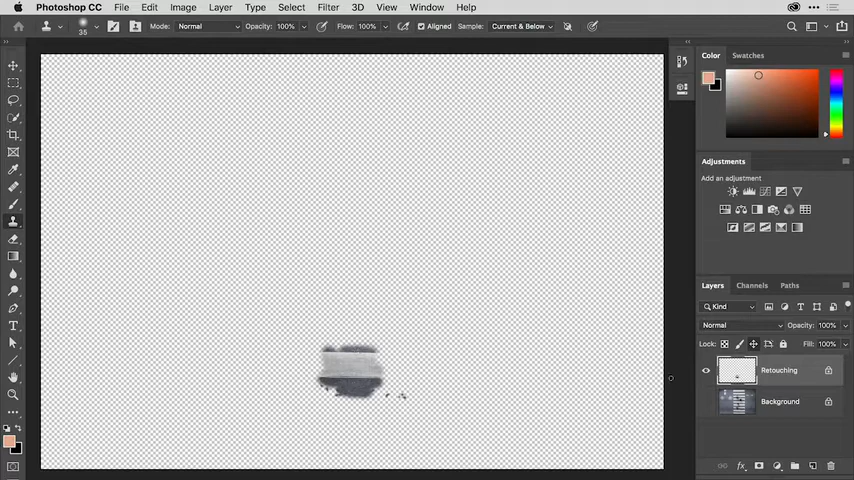 Photoshop CC File Edit Image Layer Type Select Filter 3D View Window Help
35 Mode: Normal Opacity: 100% Flow: 100% Aligned Sample: Current & Below
Color Swatches
Adjustments
Add an adjustment
Layers Channels Paths
Kind
Normal Opacity: 100%
Lock: Fill: 100%
Retouching
Background